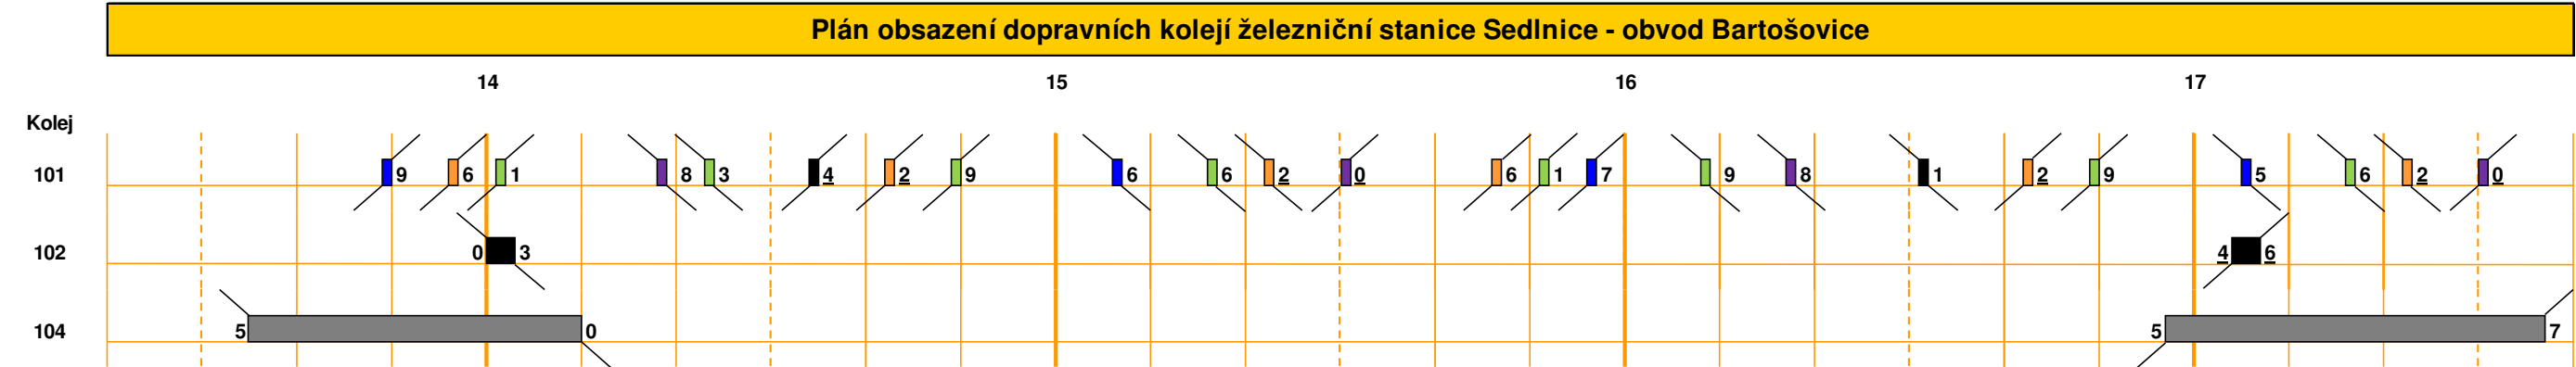 Plán obsazení dopravních kolejí železniční stanice Sedlnice - obvod Bartošovice
14 15 16 17
Kolej
101 9 6 1 8 3 4 2 9 6 6 2 0 6 1 7 9 8 1 2 9 5 6 2 0
102 0 3 4 6
104 5 0 5 7